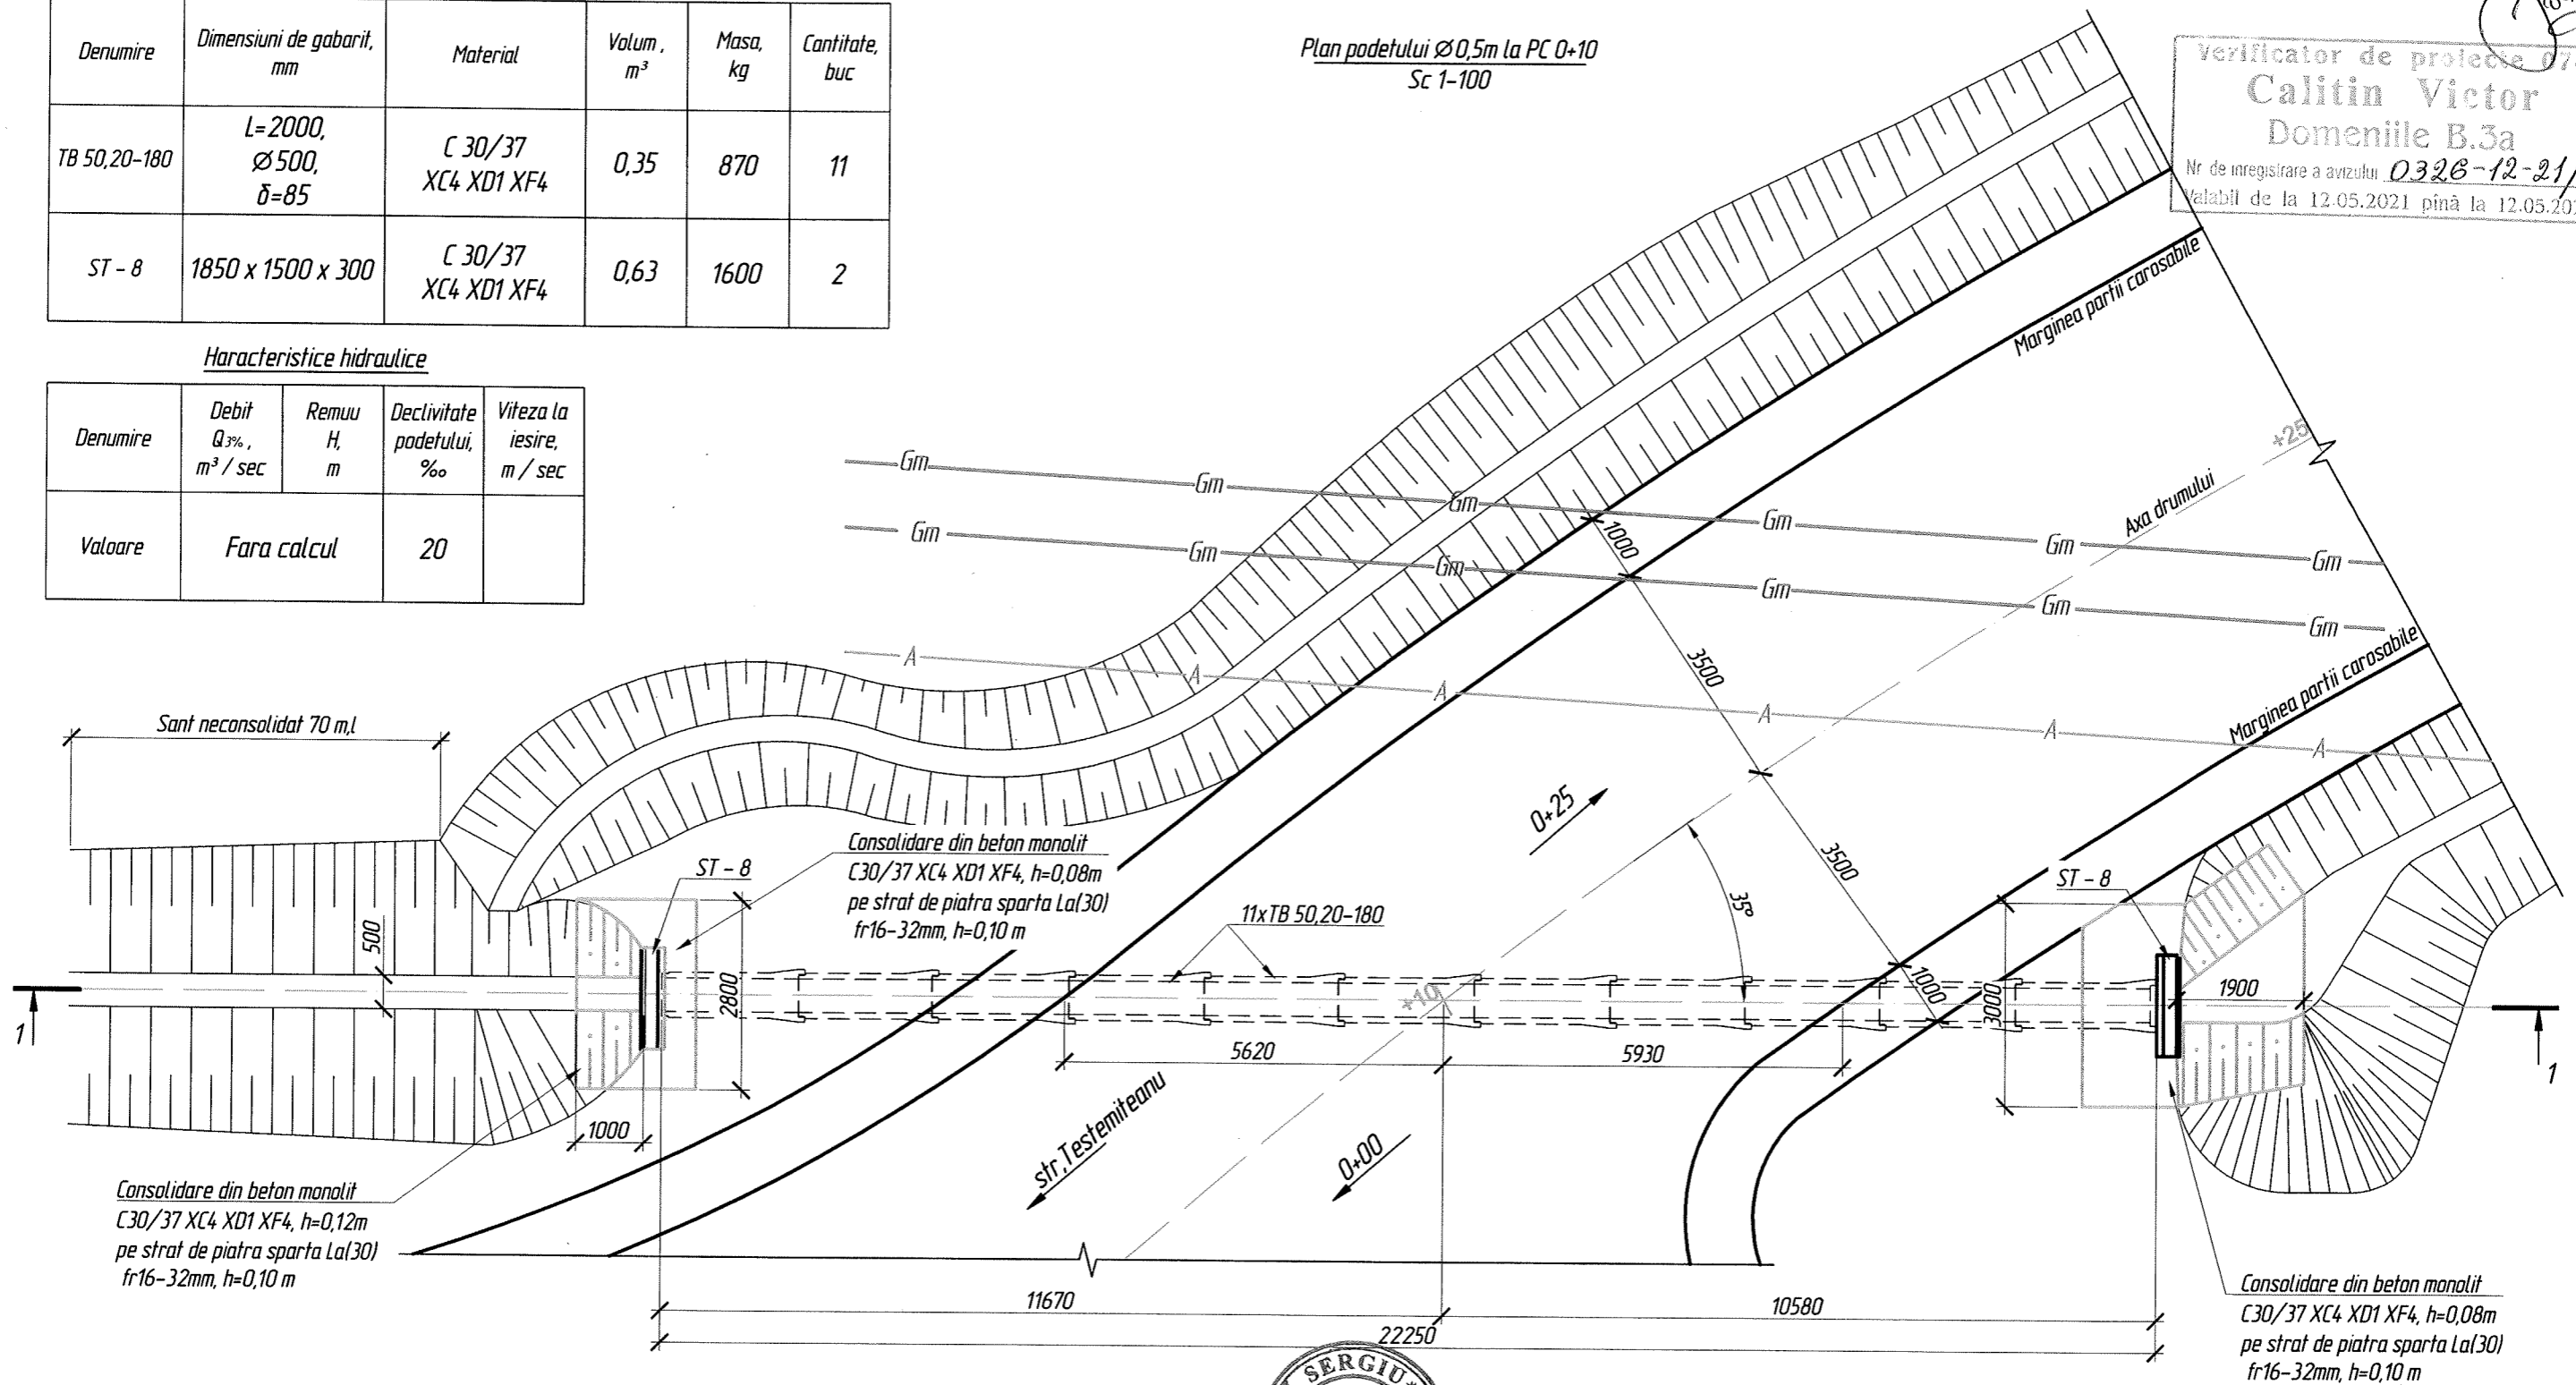 Denumire
Dimensiuni de gabarit,
mm
Material
Volum,
m³
Masa,
kg
Cantitate,
buc
TB 50,20-180
L=2000,
Ø500,
δ=85
C 30/37
XC4 XD1 XF4
0,35
870
11
ST - 8
1850 x 1500 x 300
C 30/37
XC4 XD1 XF4
0,63
1600
2
Haracteristice hidraulice
Denumire
Debit
Q3%,
m³ / sec
Remuu
H,
m
Declivitate
podetului,
‰
Viteza la
iesire,
m / sec
Valoare
Fara calcul
20
Plan podetului Ø0,5m la PC 0+10
Sc 1-100
Verificator de proiecte
Calitin Victor
Domeniile B.3a
Nr de inregistrare a avizului 0326-12-21/
Valabil de la 12.05.2021 pină la 12.05.
Marginea partii carosabile
+25
Axa drumului
Gm Gm Gm Gm Gm Gm
Gm Gm Gm Gm Gm Gm
A A A A A A
1000
3500
3500
1000
Marginea partii carosabile
Sant neconsolidat 70 m,l
0+25
35°
ST - 8
Consolidare din beton monolit
C30/37 XC4 XD1 XF4, h=0,08m
pe strat de piatra sparta La(30)
fr16-32mm, h=0,10 m
11xTB 50,20-180
ST - 8
500
2800
+10
3000
1900
1
1
5620
5930
1000
str,Testemiteanu
0+00
Consolidare din beton monolit
C30/37 XC4 XD1 XF4, h=0,12m
pe strat de piatra sparta La(30)
fr16-32mm, h=0,10 m
11670
10580
22250
Consolidare din beton monolit
C30/37 XC4 XD1 XF4, h=0,08m
pe strat de piatra sparta La(30)
fr16-32mm, h=0,10 m
SERGIU